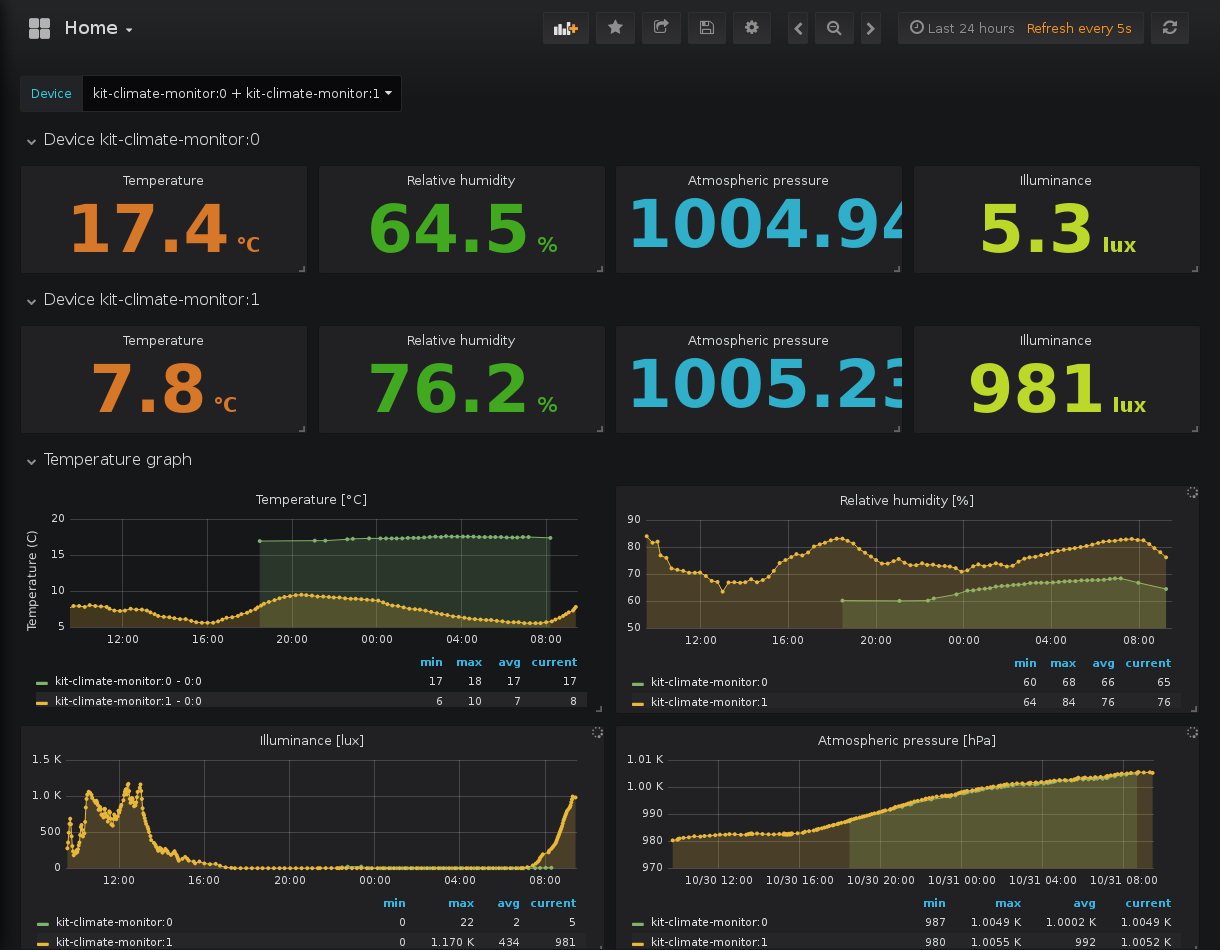 Home
Last 24 hours Refresh every 5s
Device kit-climate-monitor:0 + kit-climate-monitor:1
Device kit-climate-monitor:0
Temperature Relative humidity Atmospheric pressure Illuminance
17.4 °C 64.5 % 1004.94 5.3 lux
Device kit-climate-monitor:1
Temperature Relative humidity Atmospheric pressure Illuminance
7.8 °C 76.2 % 1005.23 981 lux
Temperature graph
Temperature [°C]
Temperature (C)
20
15
10
5
12:00 16:00 20:00 00:00 04:00 08:00
min max avg current
kit-climate-monitor:0 - 0:0 17 18 17 17
kit-climate-monitor:1 - 0:0 6 10 7 8
Relative humidity [%]
90
80
70
60
50
12:00 16:00 20:00 00:00 04:00 08:00
min max avg current
kit-climate-monitor:0 60 68 66 65
kit-climate-monitor:1 64 84 76 76
Illuminance [lux]
1.5 K
1.0 K
500
0
12:00 16:00 20:00 00:00 04:00 08:00
min max avg current
kit-climate-monitor:0 0 22 2 5
kit-climate-monitor:1 0 1.170 K 434 981
Atmospheric pressure [hPa]
1.01 K
1.00 K
990
980
970
10/30 12:00 10/30 16:00 10/30 20:00 10/31 00:00 10/31 04:00 10/31 08:00
min max avg current
kit-climate-monitor:0 987 1.0049 K 1.0002 K 1.0049 K
kit-climate-monitor:1 980 1.0055 K 992 1.0052 K